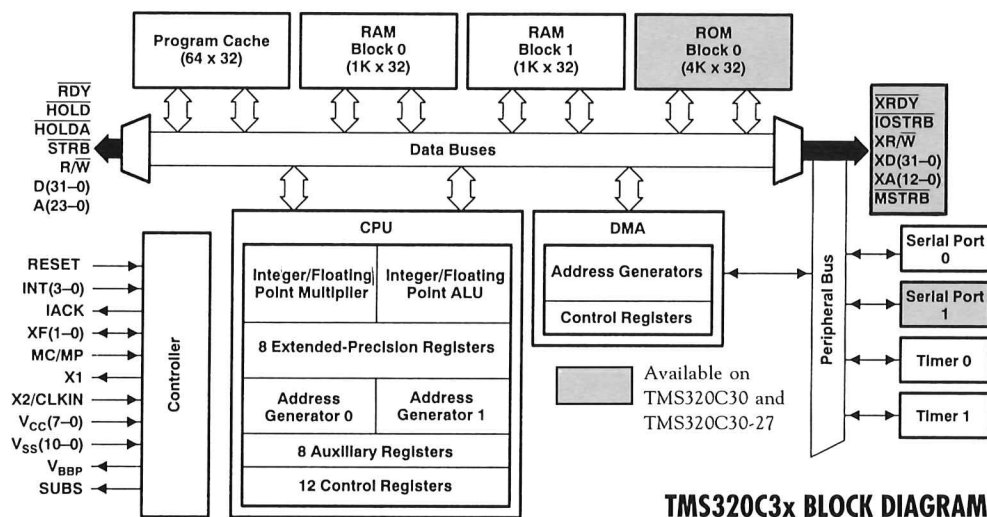 Program Cache
(64 x 32)
RAM
Block 0
(1K x 32)
RAM
Block 1
(1K x 32)
ROM
Block 0
(4K x 32)
RDY
HOLD
HOLDA
STRB
R/W
D(31–0)
A(23–0)
Data Buses
XRDY
IOSTRB
XR/W
XD(31–0)
XA(12–0)
MSTRB
RESET
INT(3–0)
IACK
XF(1–0)
MC/MP
X1
X2/CLKIN
VCC(7–0)
VSS(10–0)
VBBP
SUBS
Controller
CPU
Integer/Floating
Point Multiplier
Integer/Floating
Point ALU
8 Extended-Precision Registers
Address
Generator 0
Address
Generator 1
8 Auxiliary Registers
12 Control Registers
DMA
Address Generators
Control Registers
Available on
TMS320C30 and
TMS320C30-27
Peripheral Bus
Serial Port
0
Serial Port
1
Timer 0
Timer 1
TMS320C3x BLOCK DIAGRAM